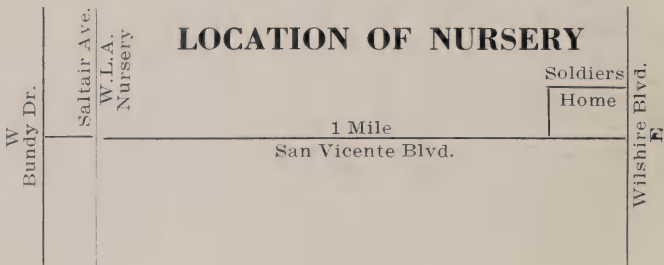 LOCATION OF NURSERY
W
Bundy Dr.
Saltair Ave.
W.L.A.
Nursery
Soldiers
Home
1 Mile
San Vicente Blvd.
Wilshire Blvd.
E